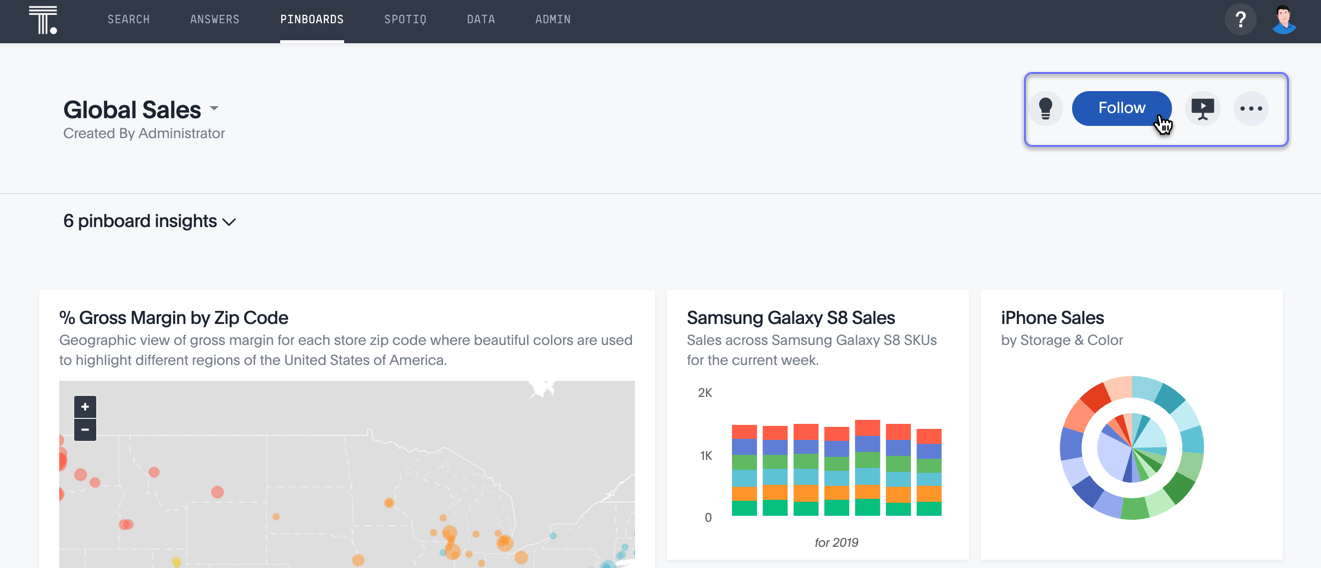 SEARCH ANSWERS PINBOARDS SPOTIQ DATA ADMIN ?
Global Sales
Created By Administrator
Follow
6 pinboard insights
% Gross Margin by Zip Code
Geographic view of gross margin for each store zip code where beautiful colors are used
to highlight different regions of the United States of America.
+
−
Samsung Galaxy S8 Sales
Sales across Samsung Galaxy S8 SKUs
for the current week.
2K
1K
0
for 2019
iPhone Sales
by Storage & Color